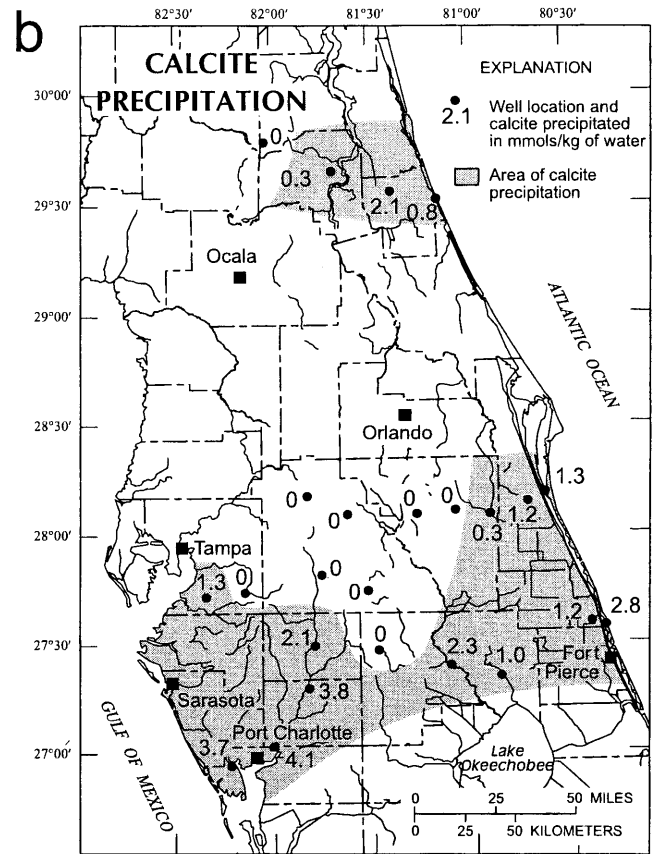 b
82°30' 82°00' 81°30' 81°00' 80°30'
CALCITE
PRECIPITATION
EXPLANATION
2.1
Well location and
calcite precipitated
in mmols/kg of water
Area of calcite
precipitation
30°00'
0
0.3
2.1
0.8
29°30'
Ocala
29°00'
ATLANTIC OCEAN
28°30'
Orlando
1.3
0
0
0
0
0.3
1.2
28°00'
Tampa
1.3
0
0
0
1.2
2.8
27°30'
2.1
0
2.3
1.0
Fort
Pierce
Sarasota
3.8
GULF OF MEXICO
Port Charlotte
3.7
4.1
27°00'
Lake
Okeechobee
0 25 50 MILES
0 25 50 KILOMETERS